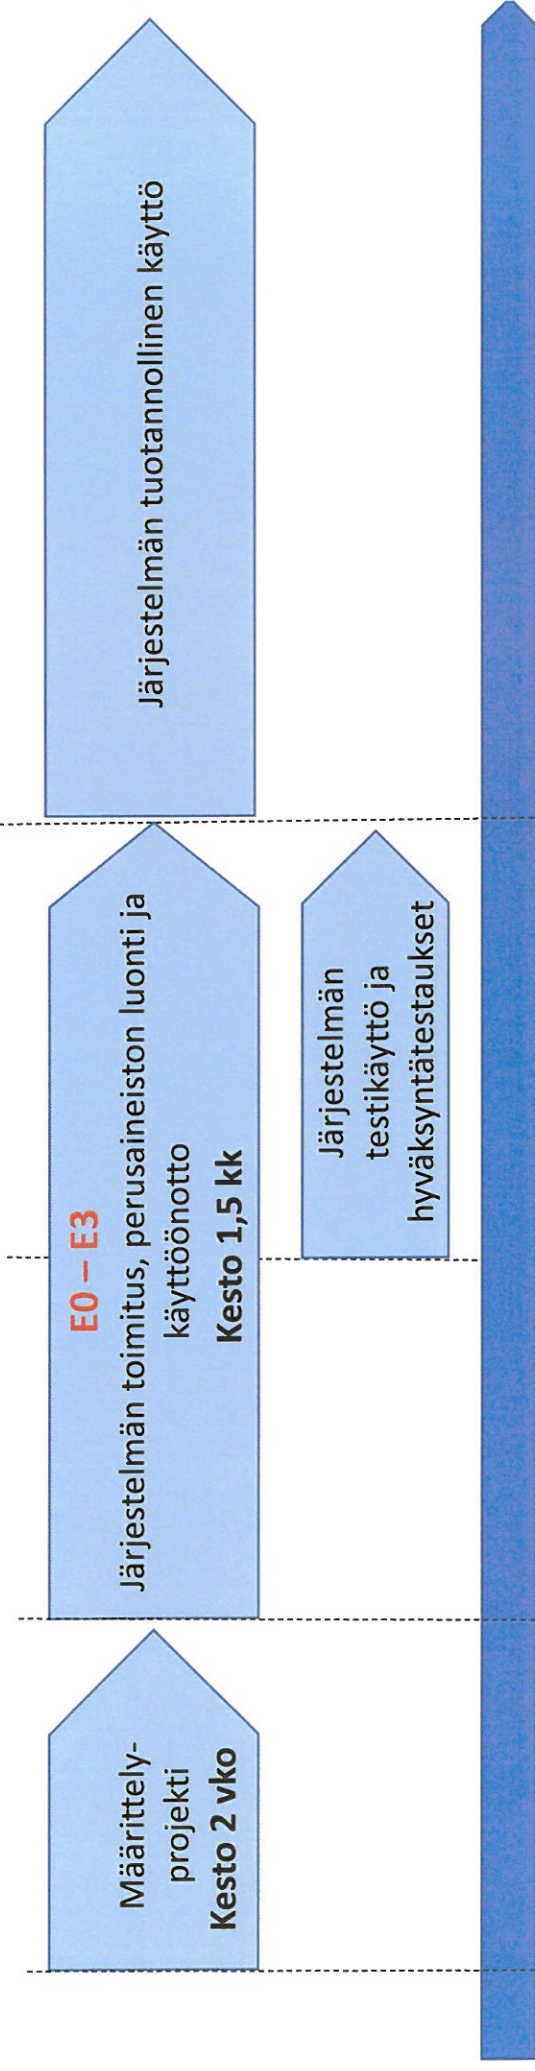 Määrittely-
projekti
Kesto 2 vko
E0 – E3
Järjestelmän toimitus, perusaineiston luonti ja
käyttöönotto
Kesto 1,5 kk
Järjestelmän
testikäyttö ja
hyväksyntätestaukset
Järjestelmän tuotannollinen käyttö